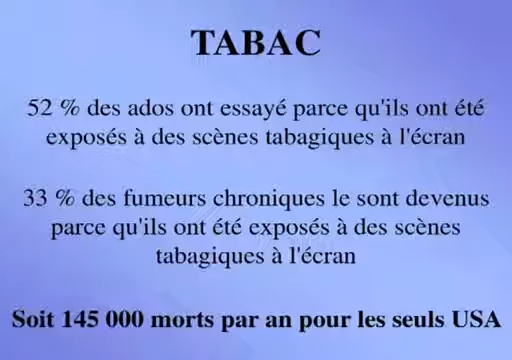 TABAC
52 % des ados ont essayé parce qu'ils ont été
exposés à des scènes tabagiques à l'écran
33 % des fumeurs chroniques le sont devenus
parce qu'ils ont été exposés à des scènes
tabagiques à l'écran
Soit 145 000 morts par an pour les seuls USA